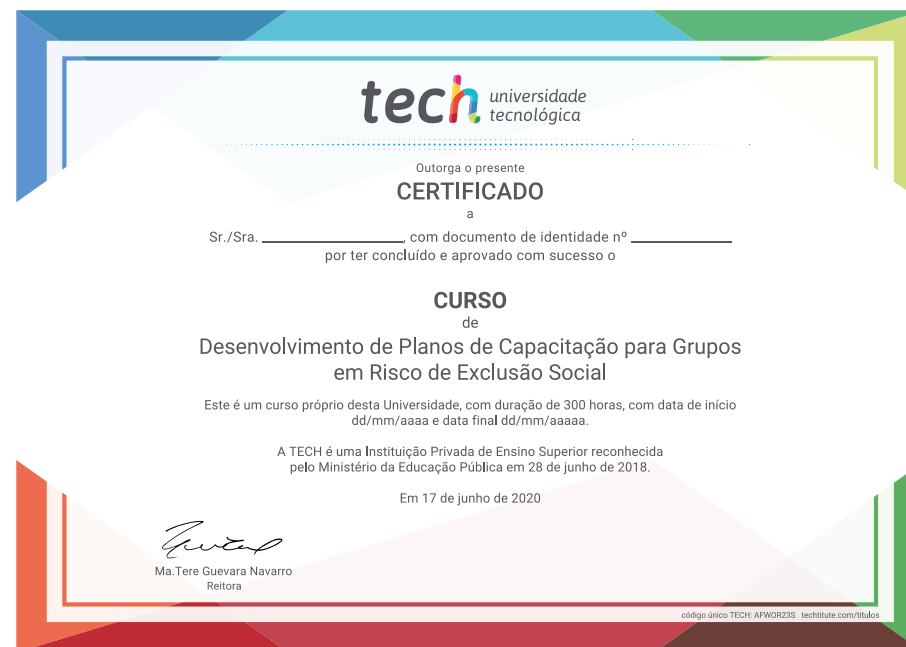 tech universidade
tecnológica
Outorga o presente
CERTIFICADO
a
Sr./Sra. ____________, com documento de identidade nº ____________
por ter concluído e aprovado com sucesso o
CURSO
de
Desenvolvimento de Planos de Capacitação para Grupos
em Risco de Exclusão Social
Este é um curso próprio desta Universidade, com duração de 300 horas, com data de início
dd/mm/aaaa e data final dd/mm/aaaaa.
A TECH é uma Instituição Privada de Ensino Superior reconhecida
pelo Ministério da Educação Pública em 28 de junho de 2018.
Em 17 de junho de 2020
Ma.Tere Guevara Navarro
Reitora
código único TECH: AFWOR23S techtitute.com/titulos